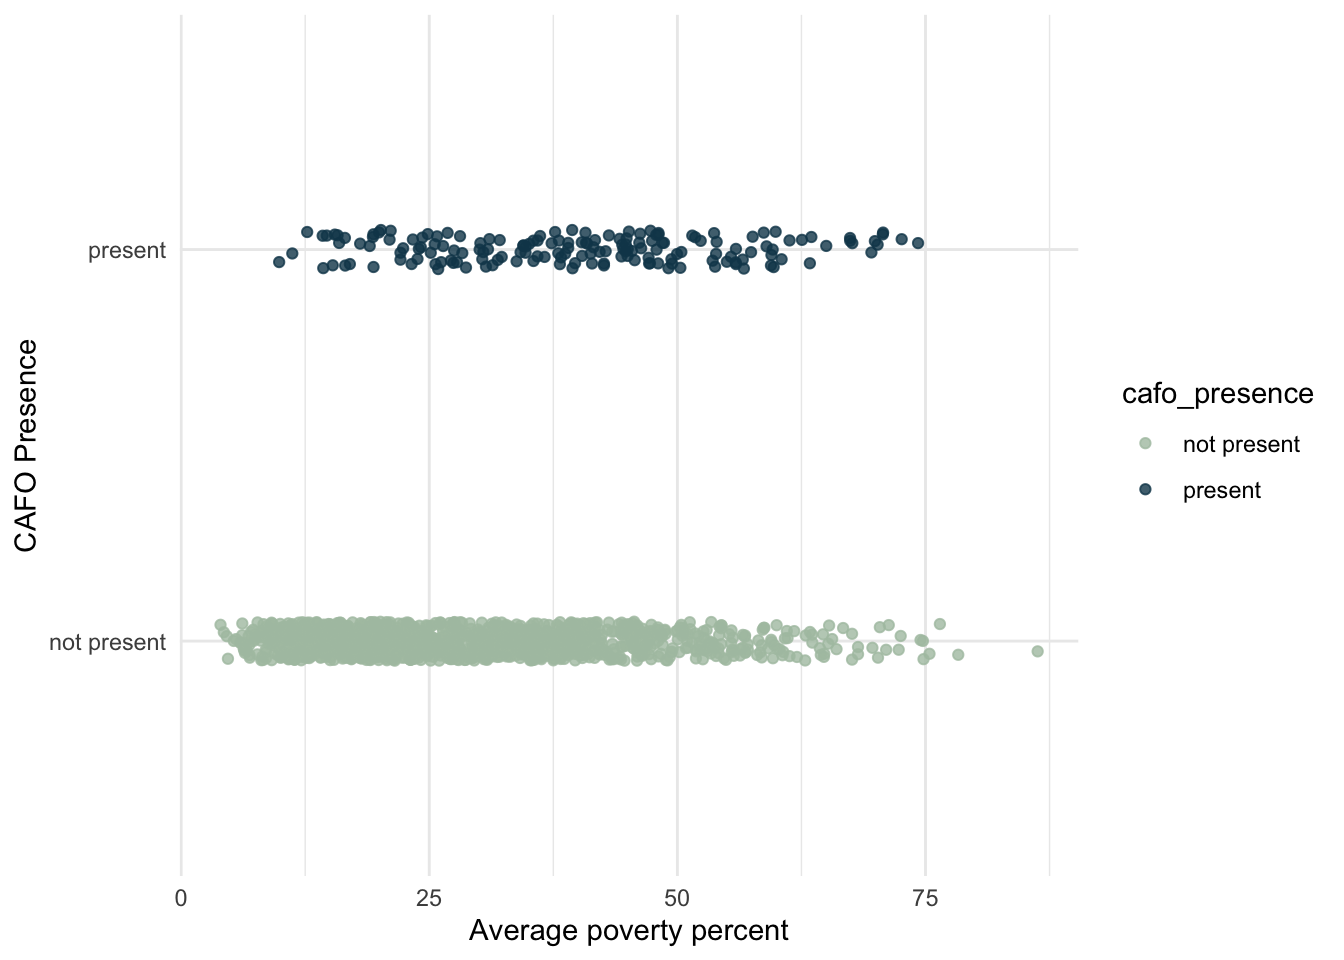 present
not present
CAFO Presence
0
25
50
75
Average poverty percent
cafo_presence
not present
present